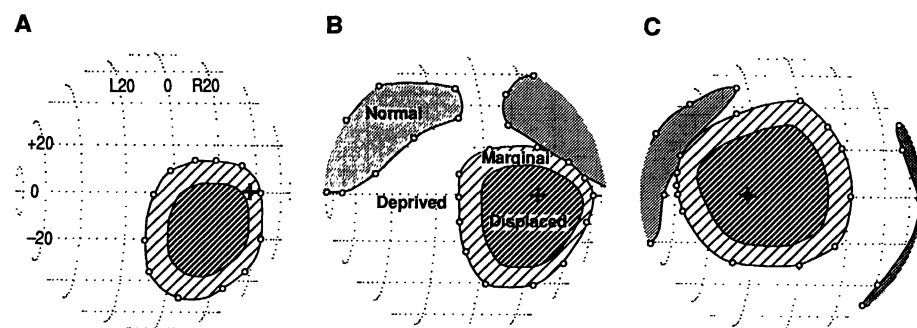 A
B
C
L20 0 R20
+20
0
−20
Normal
Marginal
Deprived
Displaced